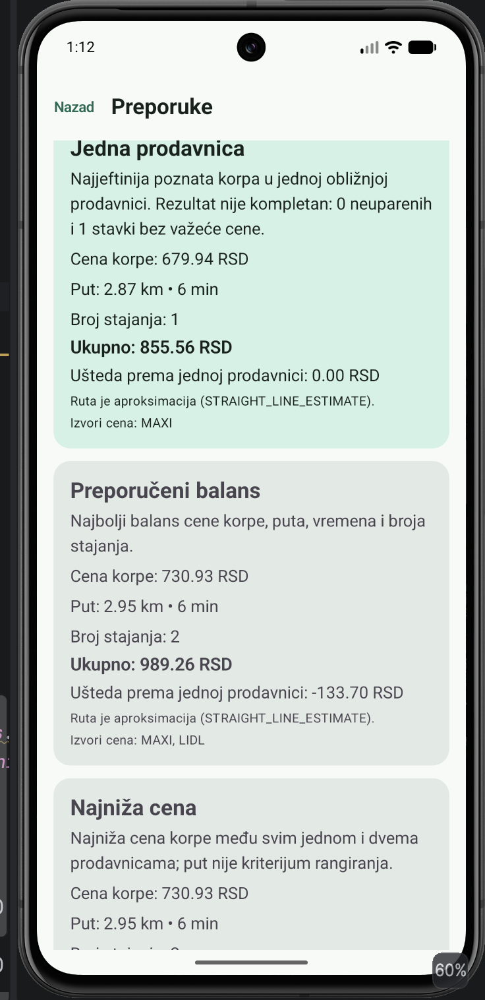 1:12
Nazad Preporuke
Jedna prodavnica
Najjeftinija poznata korpa u jednoj obližnjoj
prodavnici. Rezultat nije kompletan: 0 neuparenih
i 1 stavki bez važeće cene.
Cena korpe: 679.94 RSD
Put: 2.87 km • 6 min
Broj stajanja: 1
Ukupno: 855.56 RSD
Ušteda prema jednoj prodavnici: 0.00 RSD
Ruta je aproksimacija (STRAIGHT_LINE_ESTIMATE).
Izvori cena: MAXI
Preporučeni balans
Najbolji balans cene korpe, puta, vremena i broja
stajanja.
Cena korpe: 730.93 RSD
Put: 2.95 km • 6 min
Broj stajanja: 2
Ukupno: 989.26 RSD
Ušteda prema jednoj prodavnici: -133.70 RSD
Ruta je aproksimacija (STRAIGHT_LINE_ESTIMATE).
Izvori cena: MAXI, LIDL
Najniža cena
Najniža cena korpe među svim jednom i dvema
prodavnicama; put nije kriterijum rangiranja.
Cena korpe: 730.93 RSD
Put: 2.95 km • 6 min
60%